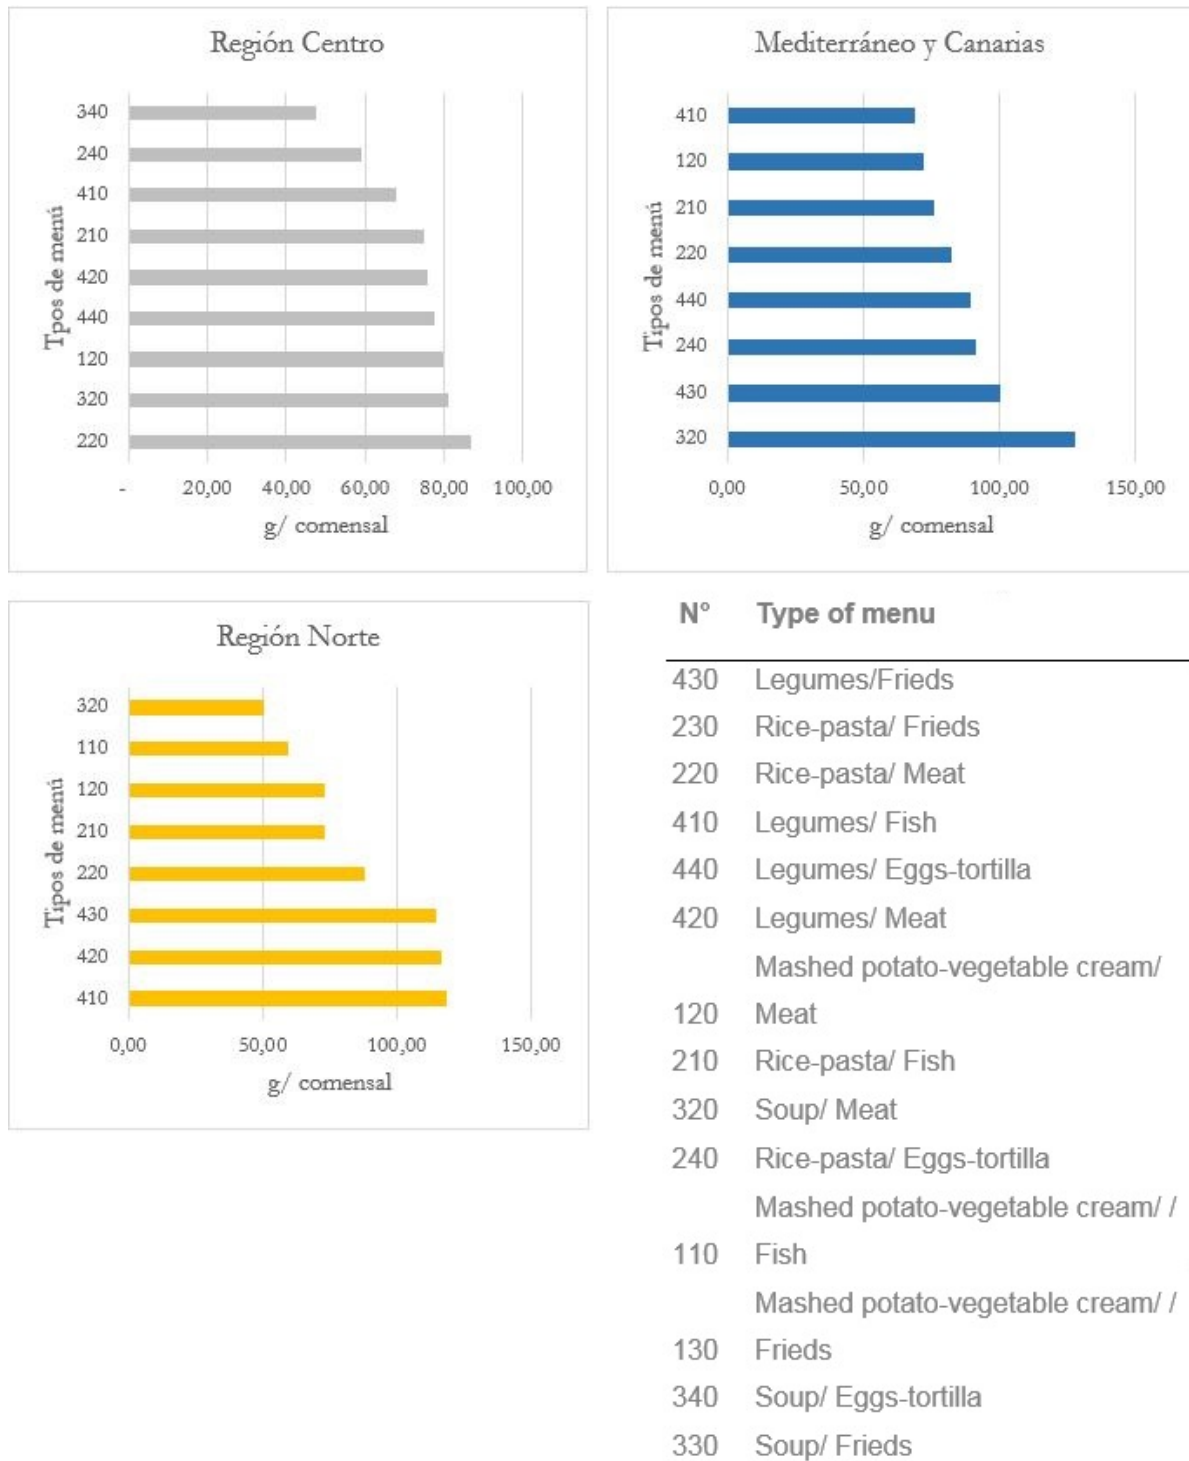 Región Centro
Tpos de menú
340
240
410
210
420
440
120
320
220
- 20,00 40,00 60,00 80,00 100,00
g/ comensal
Mediterráneo y Canarias
Tipos de menú
410
120
210
220
440
240
430
320
0,00 50,00 100,00 150,00
g/ comensal
Región Norte
Tipos de menú
320
110
120
210
220
430
420
410
0,00 50,00 100,00 150,00
g/ comensal
N° Type of menu
430 Legumes/Frieds
230 Rice-pasta/ Frieds
220 Rice-pasta/ Meat
410 Legumes/ Fish
440 Legumes/ Eggs-tortilla
420 Legumes/ Meat
Mashed potato-vegetable cream/
120 Meat
210 Rice-pasta/ Fish
320 Soup/ Meat
240 Rice-pasta/ Eggs-tortilla
Mashed potato-vegetable cream/ /
110 Fish
Mashed potato-vegetable cream/ /
130 Frieds
340 Soup/ Eggs-tortilla
330 Soup/ Frieds